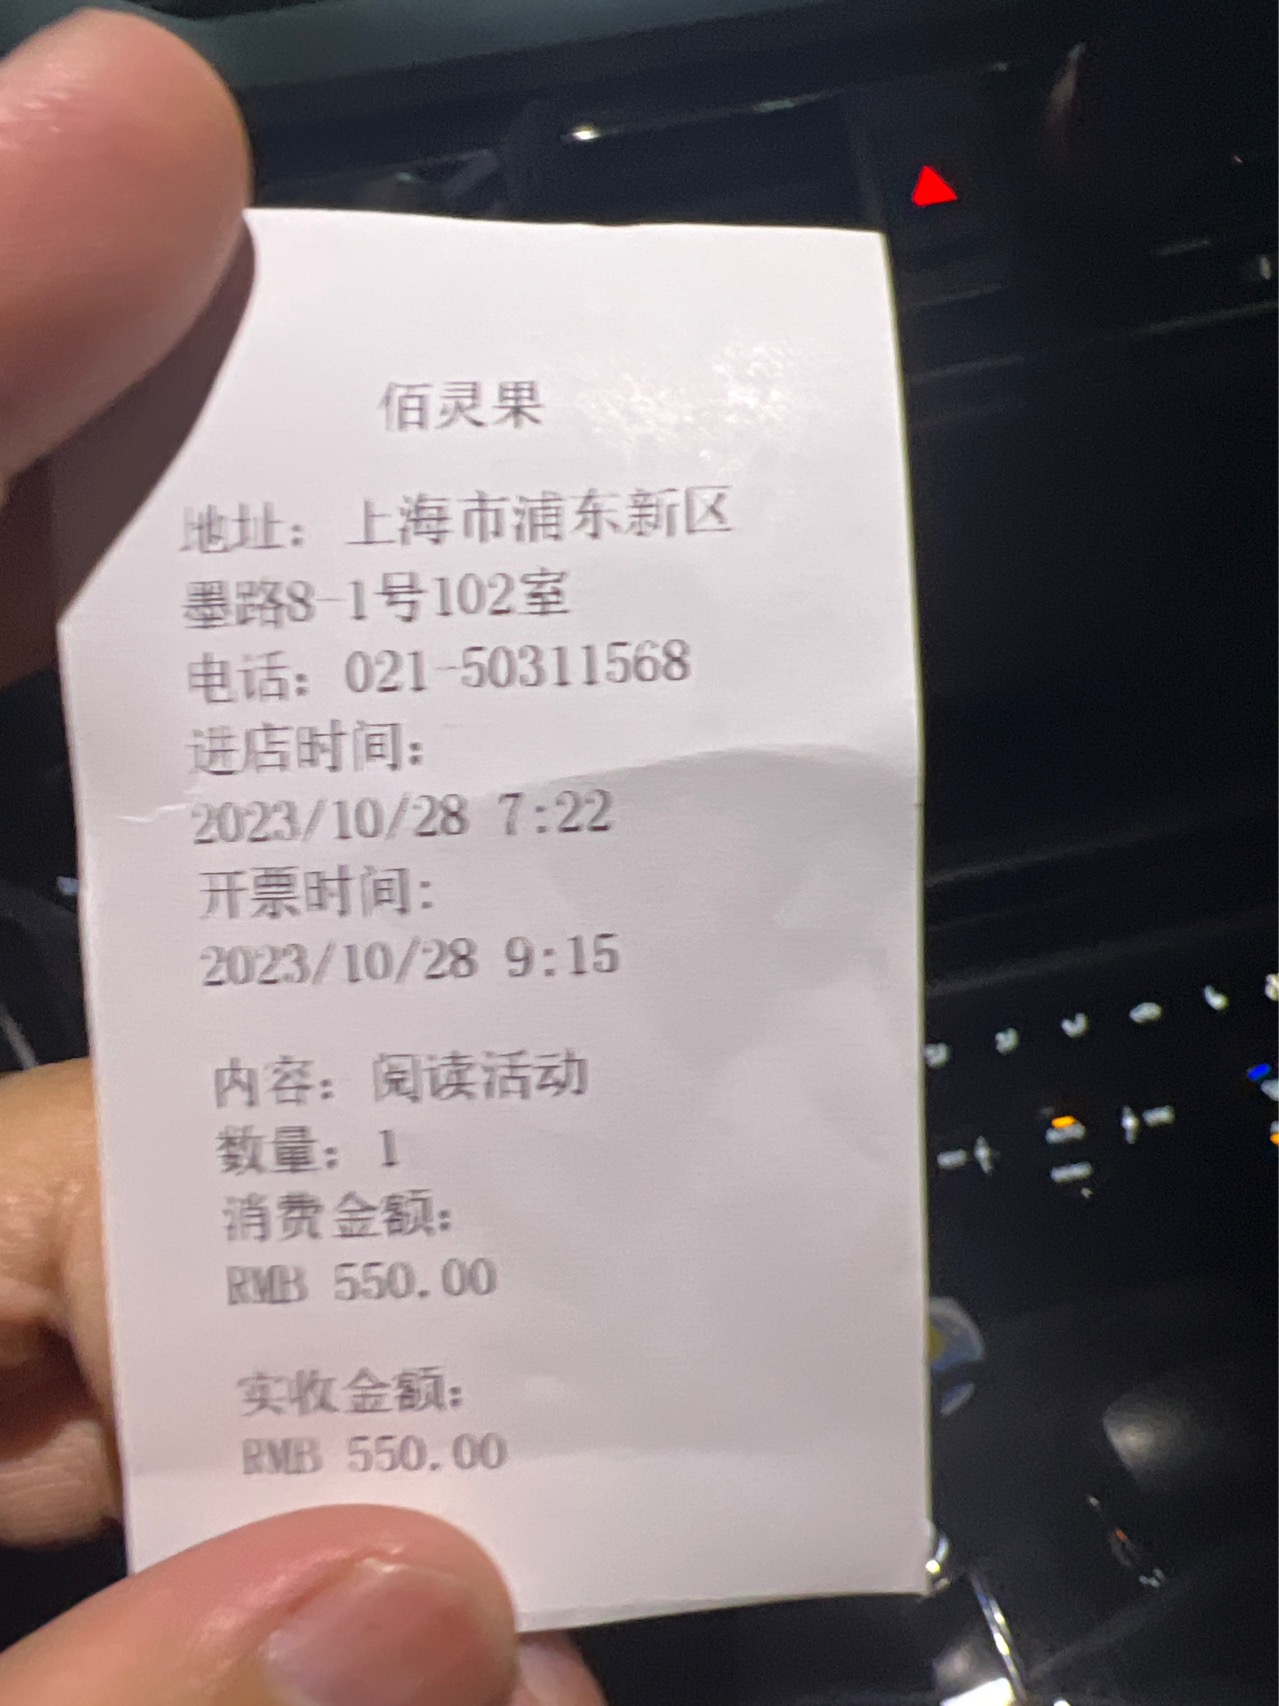 佰灵果
地址：上海市浦东新区
墨路8-1号102室
电话：021-50311568
进店时间：
2023/10/28 7:22
开票时间：
2023/10/28 9:15
内容：阅读活动
数量：1
消费金额：
RMB 550.00
实收金额：
RMB 550.00